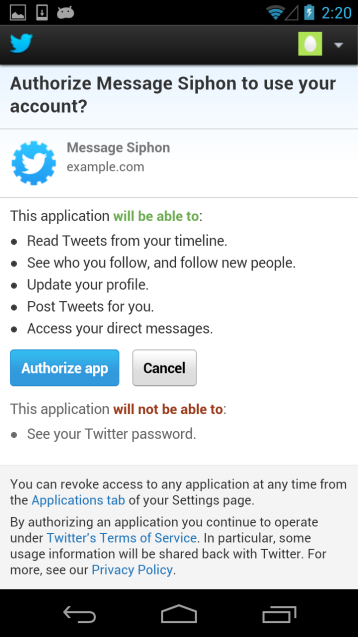 2:20
Authorize Message Siphon to use your
account?
Message Siphon
example.com
This application will be able to:
● Read Tweets from your timeline.
● See who you follow, and follow new people.
● Update your profile.
● Post Tweets for you.
● Access your direct messages.
Authorize app Cancel
This application will not be able to:
● See your Twitter password.
You can revoke access to any application at any time from
the Applications tab of your Settings page.
By authorizing an application you continue to operate
under Twitter's Terms of Service. In particular, some
usage information will be shared back with Twitter. For
more, see our Privacy Policy.